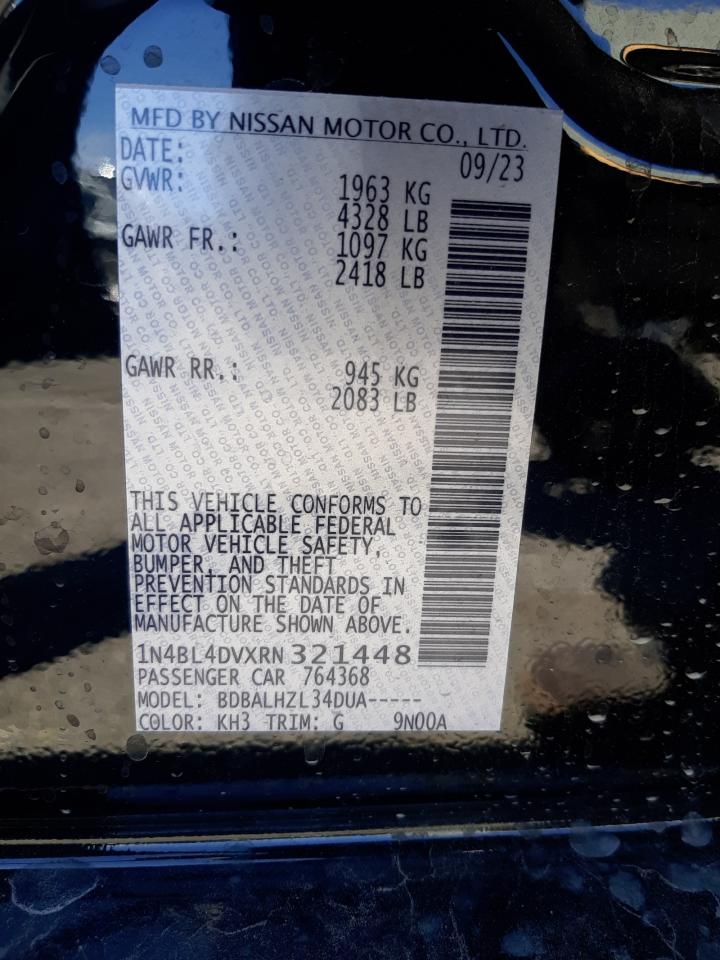 MFD BY NISSAN MOTOR CO., LTD.
DATE: 09/23
GVWR: 1963 KG
4328 LB
GAWR FR.: 1097 KG
2418 LB
GAWR RR.: 945 KG
2083 LB
THIS VEHICLE CONFORMS TO
ALL APPLICABLE FEDERAL
MOTOR VEHICLE SAFETY,
BUMPER, AND THEFT
PREVENTION STANDARDS IN
EFFECT ON THE DATE OF
MANUFACTURE SHOWN ABOVE.
1N4BL4DVXRN 321448
PASSENGER CAR 764368
MODEL: BDBALHZL34DUA-----
COLOR: KH3 TRIM: G 9N00A